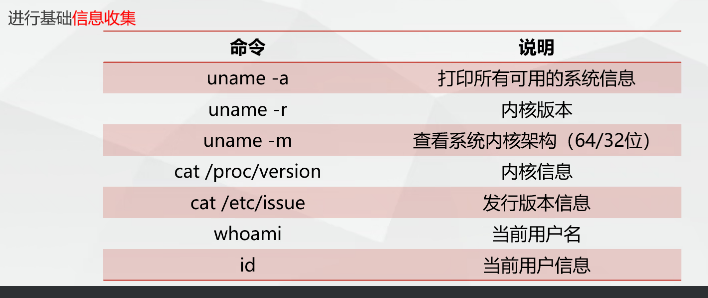 进行基础信息收集
命令 说明
uname -a 打印所有可用的系统信息
uname -r 内核版本
uname -m 查看系统内核架构（64/32位）
cat /proc/version 内核信息
cat /etc/issue 发行版本信息
whoami 当前用户名
id 当前用户信息